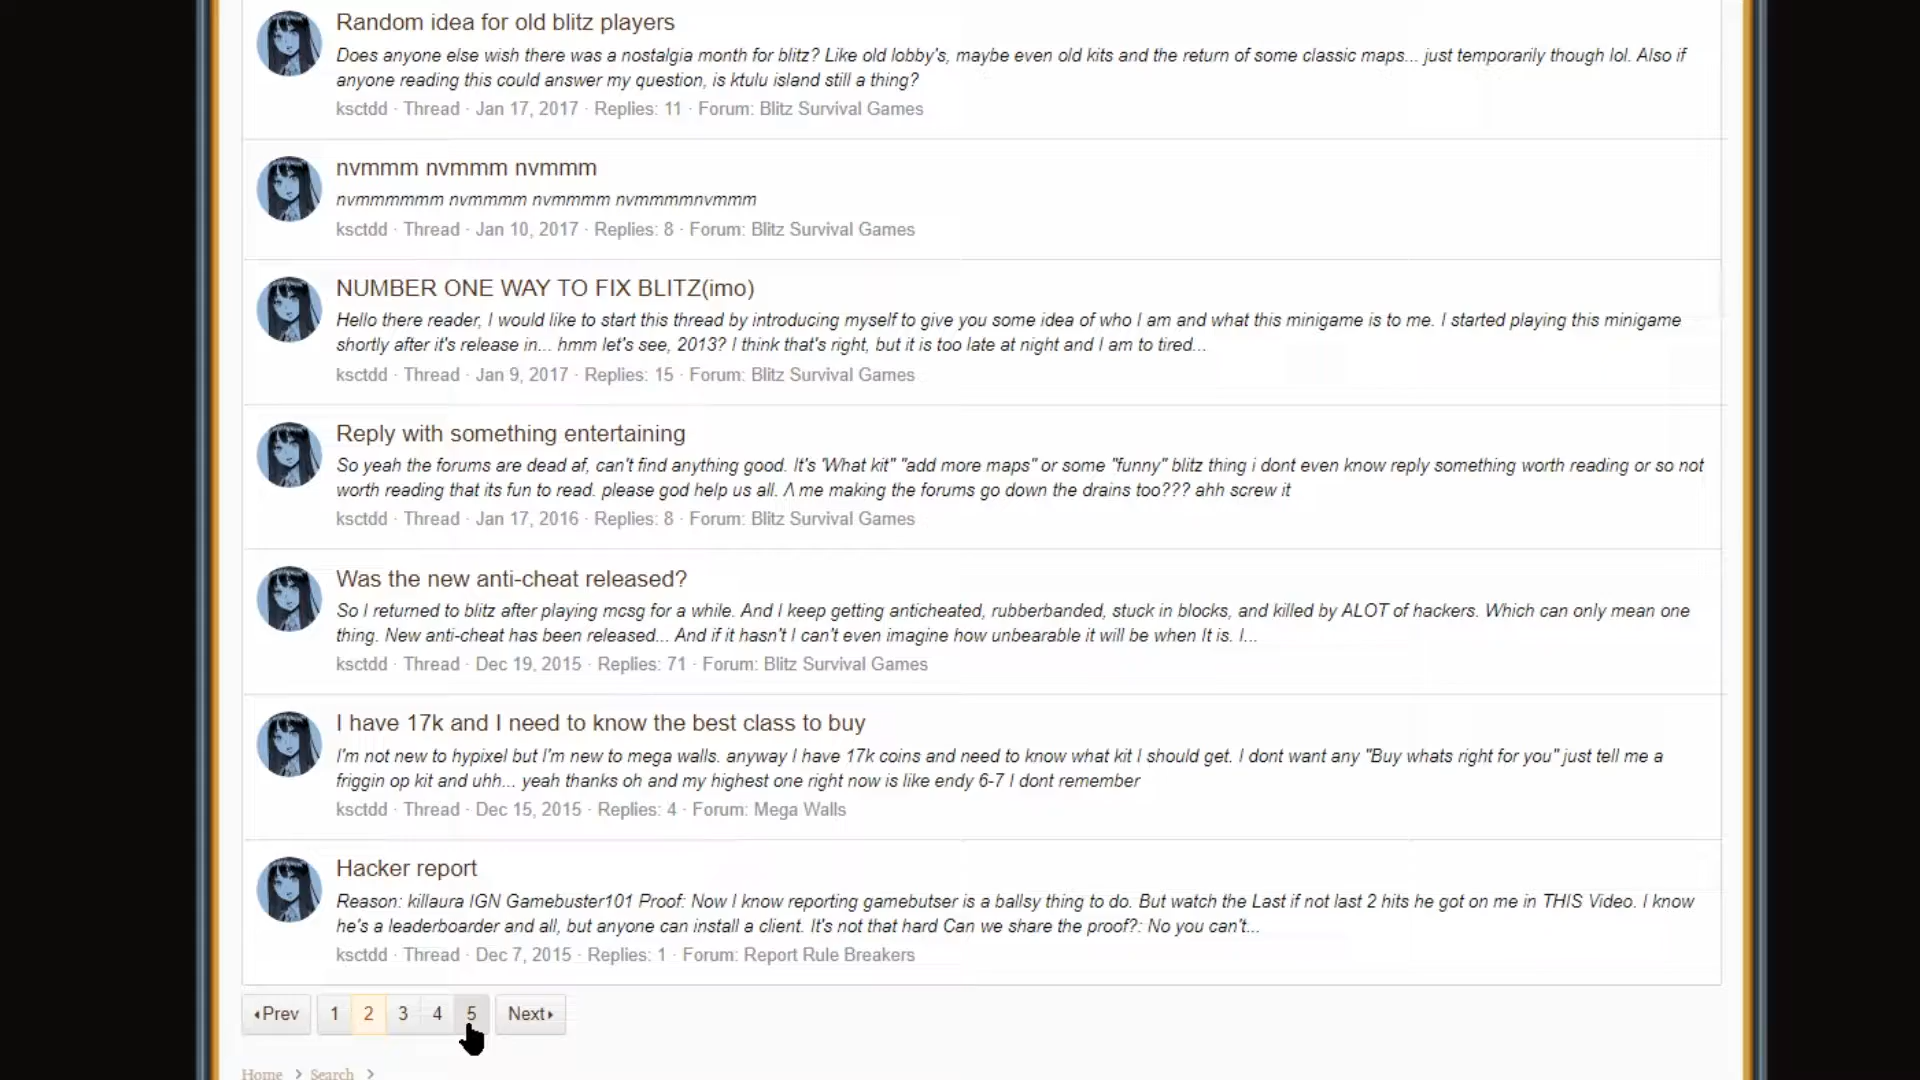 Random idea for old blitz players
Does anyone else wish there was a nostalgia month for blitz? Like old lobby's, maybe even old kits and the return of some classic maps... just temporarily though lol. Also if
anyone reading this could answer my question, is ktulu island still a thing?
ksctdd · Thread · Jan 17, 2017 · Replies: 11 · Forum: Blitz Survival Games
nvmmm nvmmm nvmmm
nvmmmmmm nvmmmm nvmmmm nvmmmmnvmmm
ksctdd · Thread · Jan 10, 2017 · Replies: 8 · Forum: Blitz Survival Games
NUMBER ONE WAY TO FIX BLITZ(imo)
Hello there reader, I would like to start this thread by introducing myself to give you some idea of who I am and what this minigame is to me. I started playing this minigame
shortly after it's release in... hmm let's see, 2013? I think that's right, but it is too late at night and I am to tired...
ksctdd · Thread · Jan 9, 2017 · Replies: 15 · Forum: Blitz Survival Games
Reply with something entertaining
So yeah the forums are dead af, can't find anything good. It's 'What kit" "add more maps" or some "funny" blitz thing i dont even know reply something worth reading or so not
worth reading that its fun to read. please god help us all. /\ me making the forums go down the drains too??? ahh screw it
ksctdd · Thread · Jan 17, 2016 · Replies: 8 · Forum: Blitz Survival Games
Was the new anti-cheat released?
So I returned to blitz after playing mcsg for a while. And I keep getting anticheated, rubberbanded, stuck in blocks, and killed by ALOT of hackers. Which can only mean one
thing. New anti-cheat has been released... And if it hasn't I can't even imagine how unbearable it will be when It is. I...
ksctdd · Thread · Dec 19, 2015 · Replies: 71 · Forum: Blitz Survival Games
I have 17k and I need to know the best class to buy
I'm not new to hypixel but I'm new to mega walls. anyway I have 17k coins and need to know what kit I should get. I dont want any "Buy whats right for you" just tell me a
friggin op kit and uhh... yeah thanks oh and my highest one right now is like endy 6-7 I dont remember
ksctdd · Thread · Dec 15, 2015 · Replies: 4 · Forum: Mega Walls
Hacker report
Reason: killaura IGN Gamebuster101 Proof: Now I know reporting gamebutser is a ballsy thing to do. But watch the Last if not last 2 hits he got on me in THIS Video. I know
he's a leaderboarder and all, but anyone can install a client. It's not that hard Can we share the proof?: No you can't...
ksctdd · Thread · Dec 7, 2015 · Replies: 1 · Forum: Report Rule Breakers
Prev 1 2 3 4 5 Next
Home > Search >